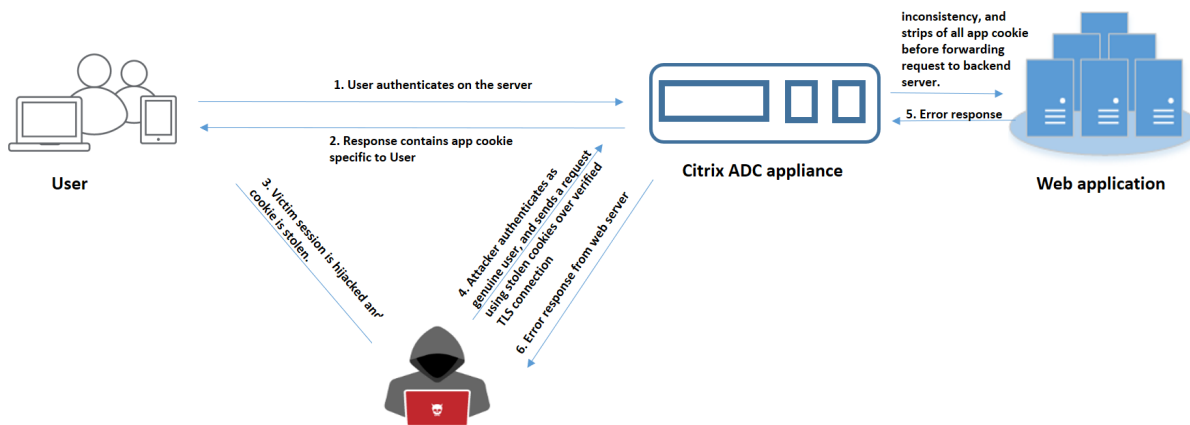 inconsistency, and
strips of all app cookie
before forwarding
request to backend
server.
1. User authenticates on the server
5. Error response
2. Response contains app cookie
specific to User
User
Citrix ADC appliance
Web application
3. Victim session is hijacked and
cookie is stolen.
4. Attacker authenticates as
genuine user, and sends a request
using stolen cookies over verified
TLS connection
6. Error response from web server